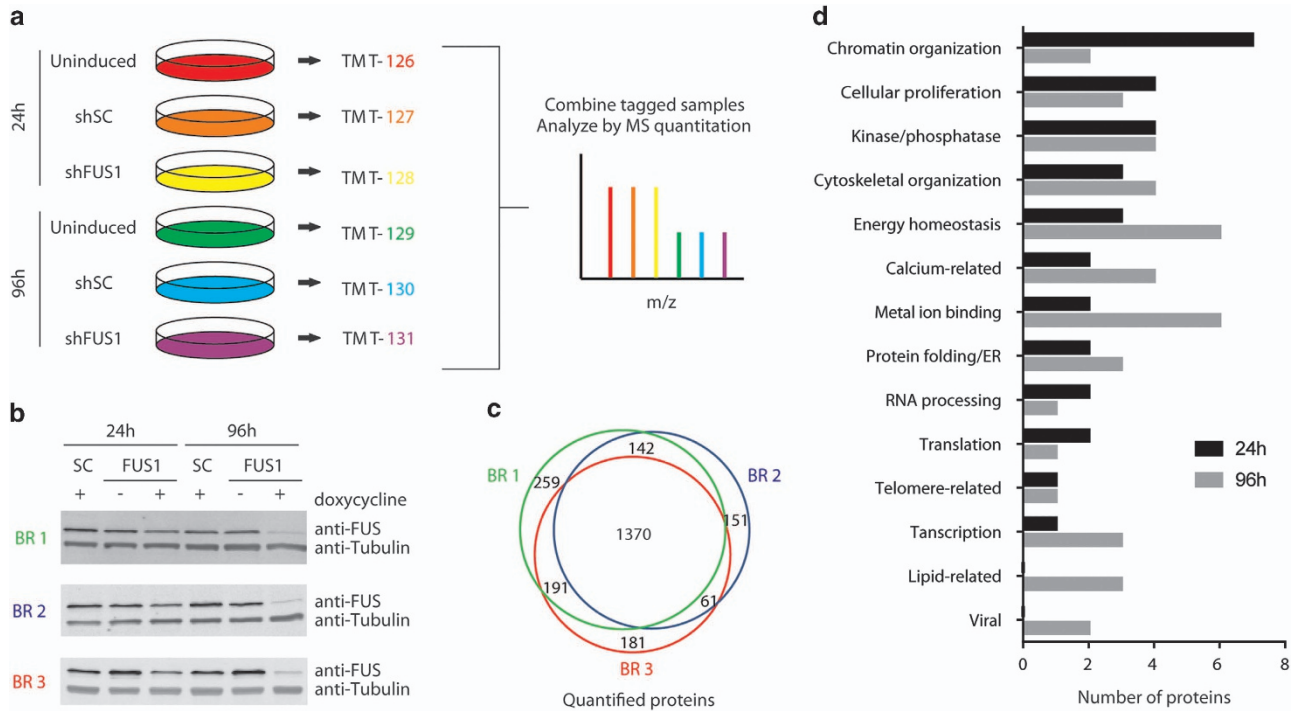 a
24h
Uninduced TMT-126
shSC TMT-127
shFUS1 TMT-128
96h
Uninduced TMT-129
shSC TMT-130
shFUS1 TMT-131
Combine tagged samples
Analyze by MS quantitation
m/z
b
24h 96h
SC FUS1 SC FUS1
+ - + + - + doxycycline
BR 1
anti-FUS
anti-Tubulin
BR 2
anti-FUS
anti-Tubulin
BR 3
anti-FUS
anti-Tubulin
c
BR 1
BR 2
BR 3
142
259
151
1370
191
61
181
Quantified proteins
d
Chromatin organization
Cellular proliferation
Kinase/phosphatase
Cytoskeletal organization
Energy homeostasis
Calcium-related
Metal ion binding
Protein folding/ER
RNA processing
Translation
Telomere-related
Tanscription
Lipid-related
Viral
24h
96h
0 2 4 6 8
Number of proteins